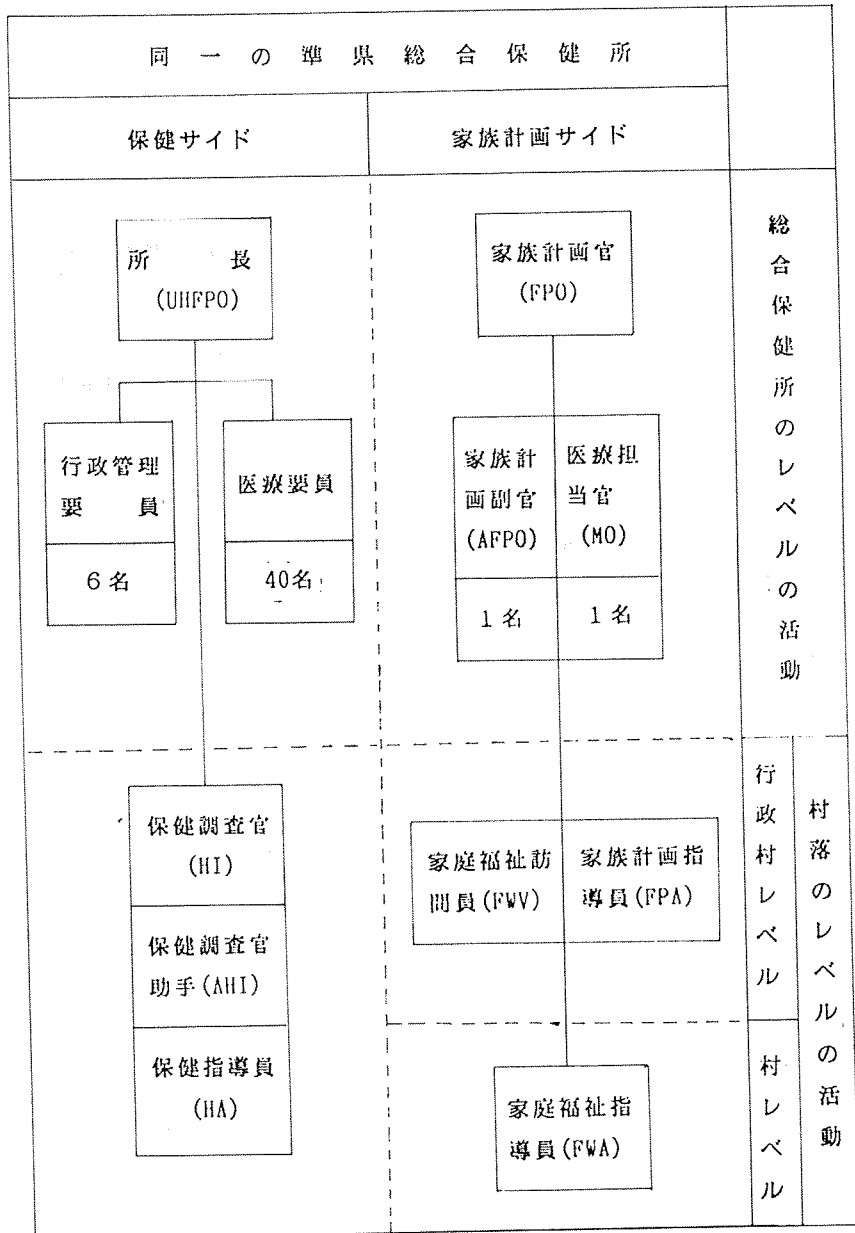 同一の準県総合保健所
保健サイド
家族計画サイド
所長
(UHFPO)
行政管理
要員
6名
医療要員
40名
家族計画官
(FPO)
家族計
画副官
(AFPO)
1名
医療担
当官
(MO)
1名
総合保健所のレベルの活動
保健調査官
(HI)
保健調査官
助手(AHI)
保健指導員
(HA)
家庭福祉訪
問員(FWV)
家族計画指
導員(FPA)
家庭福祉指
導員(FWA)
行政村レベル
村レベル
村落のレベルの活動